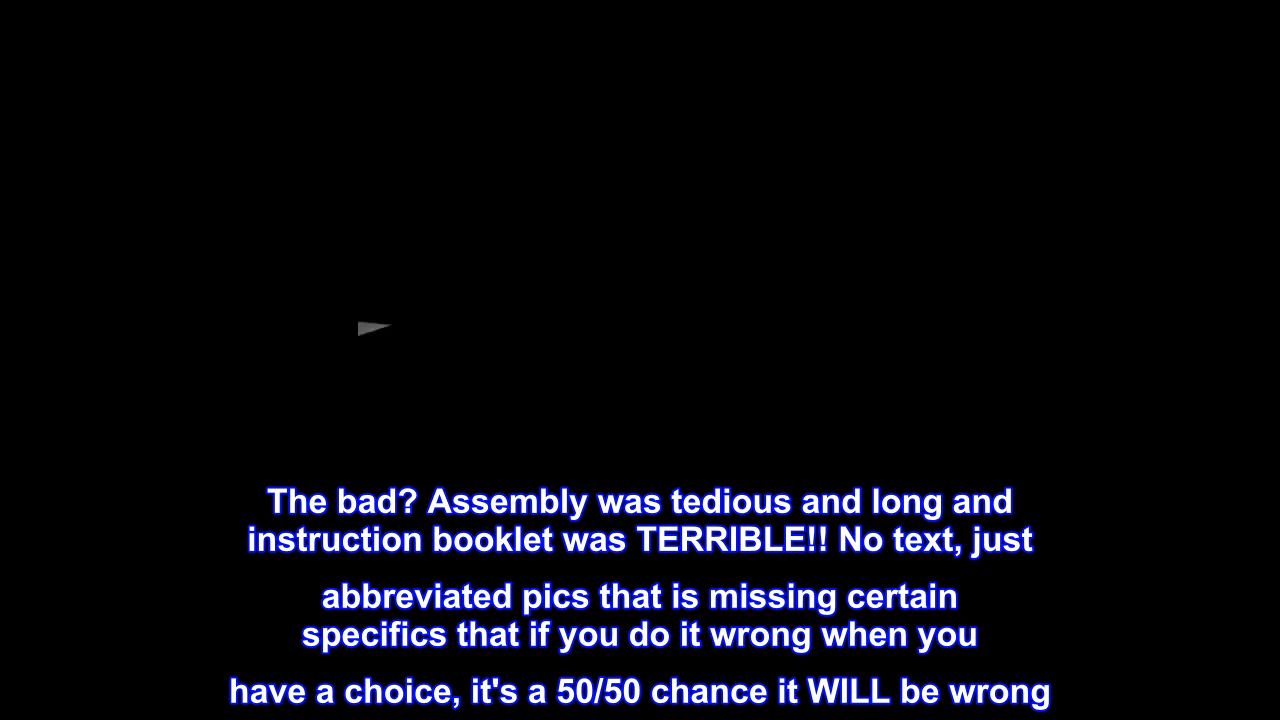 The bad? Assembly was tedious and long and
instruction booklet was TERRIBLE!! No text, just
abbreviated pics that is missing certain
specifics that if you do it wrong when you
have a choice, it's a 50/50 chance it WILL be wrong